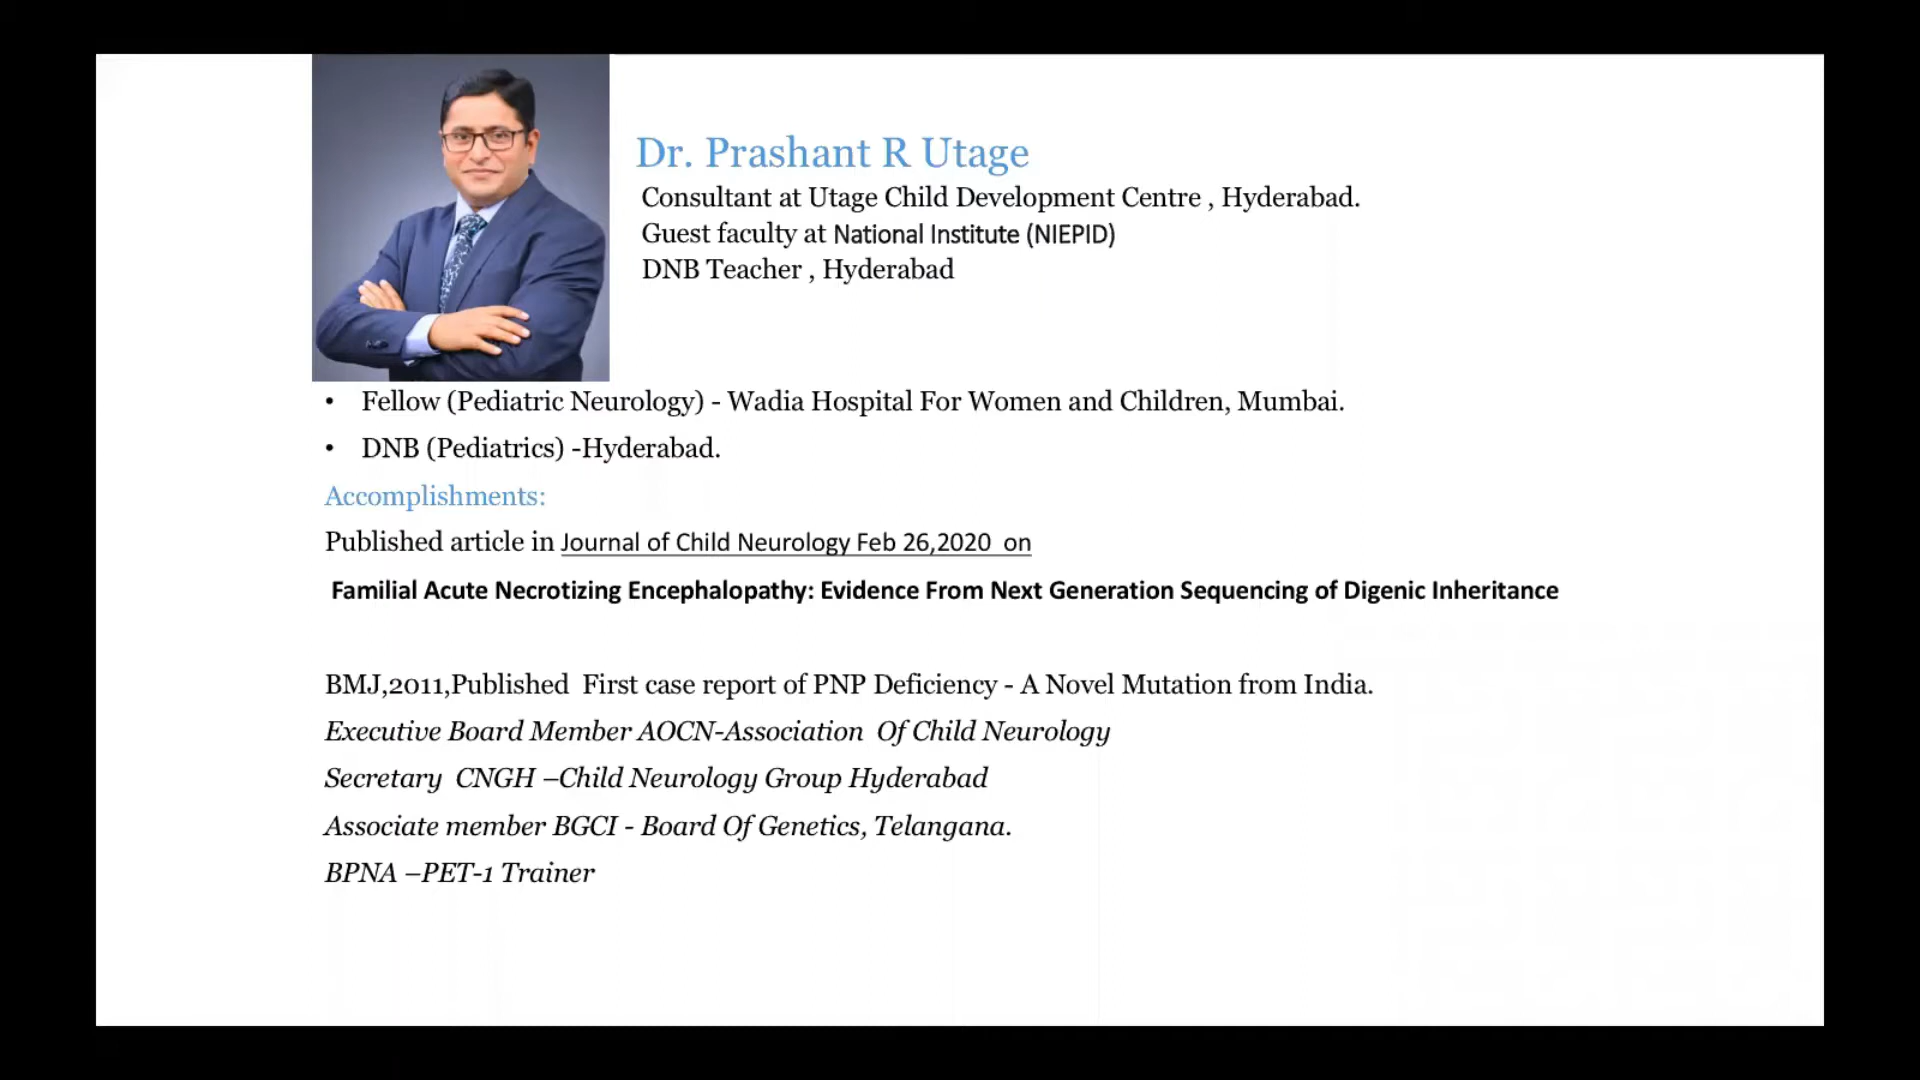 Dr. Prashant R Utage
Consultant at Utage Child Development Centre , Hyderabad.
Guest faculty at National Institute (NIEPID)
DNB Teacher , Hyderabad
• Fellow (Pediatric Neurology) - Wadia Hospital For Women and Children, Mumbai.
• DNB (Pediatrics) -Hyderabad.
Accomplishments:
Published article in Journal of Child Neurology Feb 26,2020 on
Familial Acute Necrotizing Encephalopathy: Evidence From Next Generation Sequencing of Digenic Inheritance
BMJ,2011,Published First case report of PNP Deficiency - A Novel Mutation from India.
Executive Board Member AOCN-Association Of Child Neurology
Secretary CNGH –Child Neurology Group Hyderabad
Associate member BGCI - Board Of Genetics, Telangana.
BPNA –PET-1 Trainer